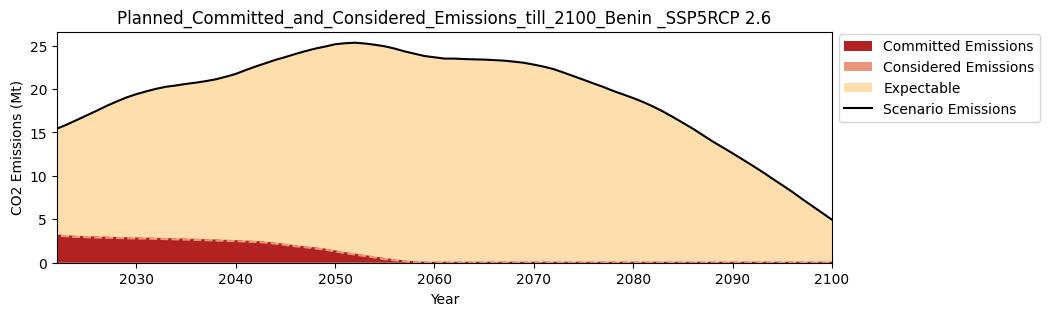 Planned_Committed_and_Considered_Emissions_till_2100_Benin _SSP5RCP 2.6
CO2 Emissions (Mt)
25
20
15
10
5
0
2030 2040 2050 2060 2070 2080 2090 2100
Year
Committed Emissions
Considered Emissions
Expectable
Scenario Emissions